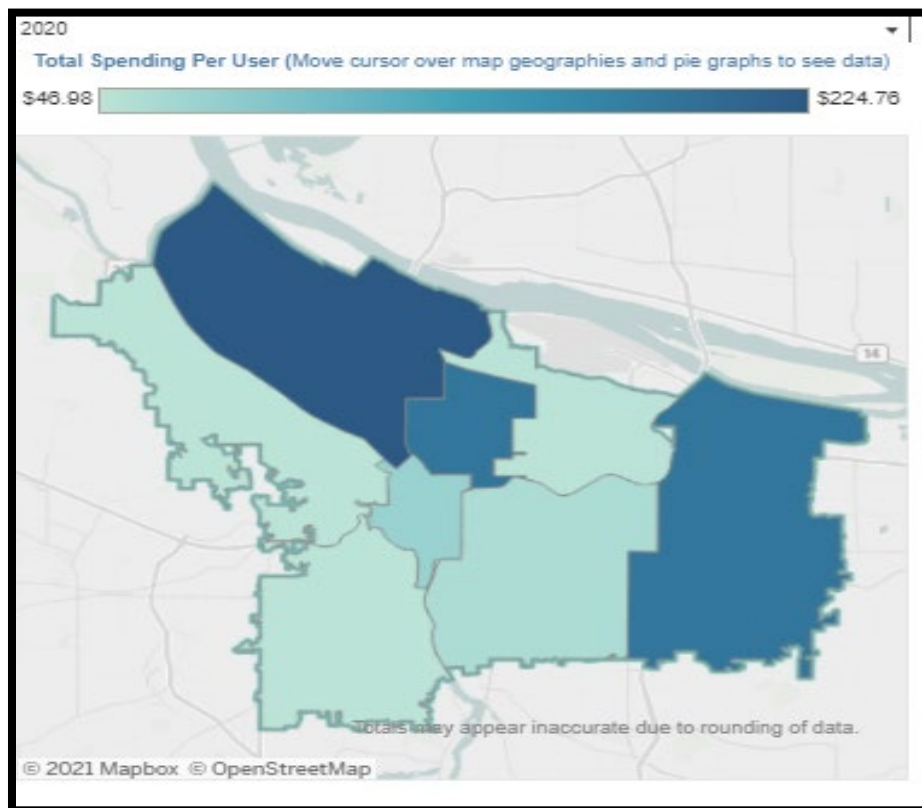 2020
Total Spending Per User (Move cursor over map geographies and pie graphs to see data)
$46.98 $224.76
14
Totals may appear inaccurate due to rounding of data.
© 2021 Mapbox © OpenStreetMap